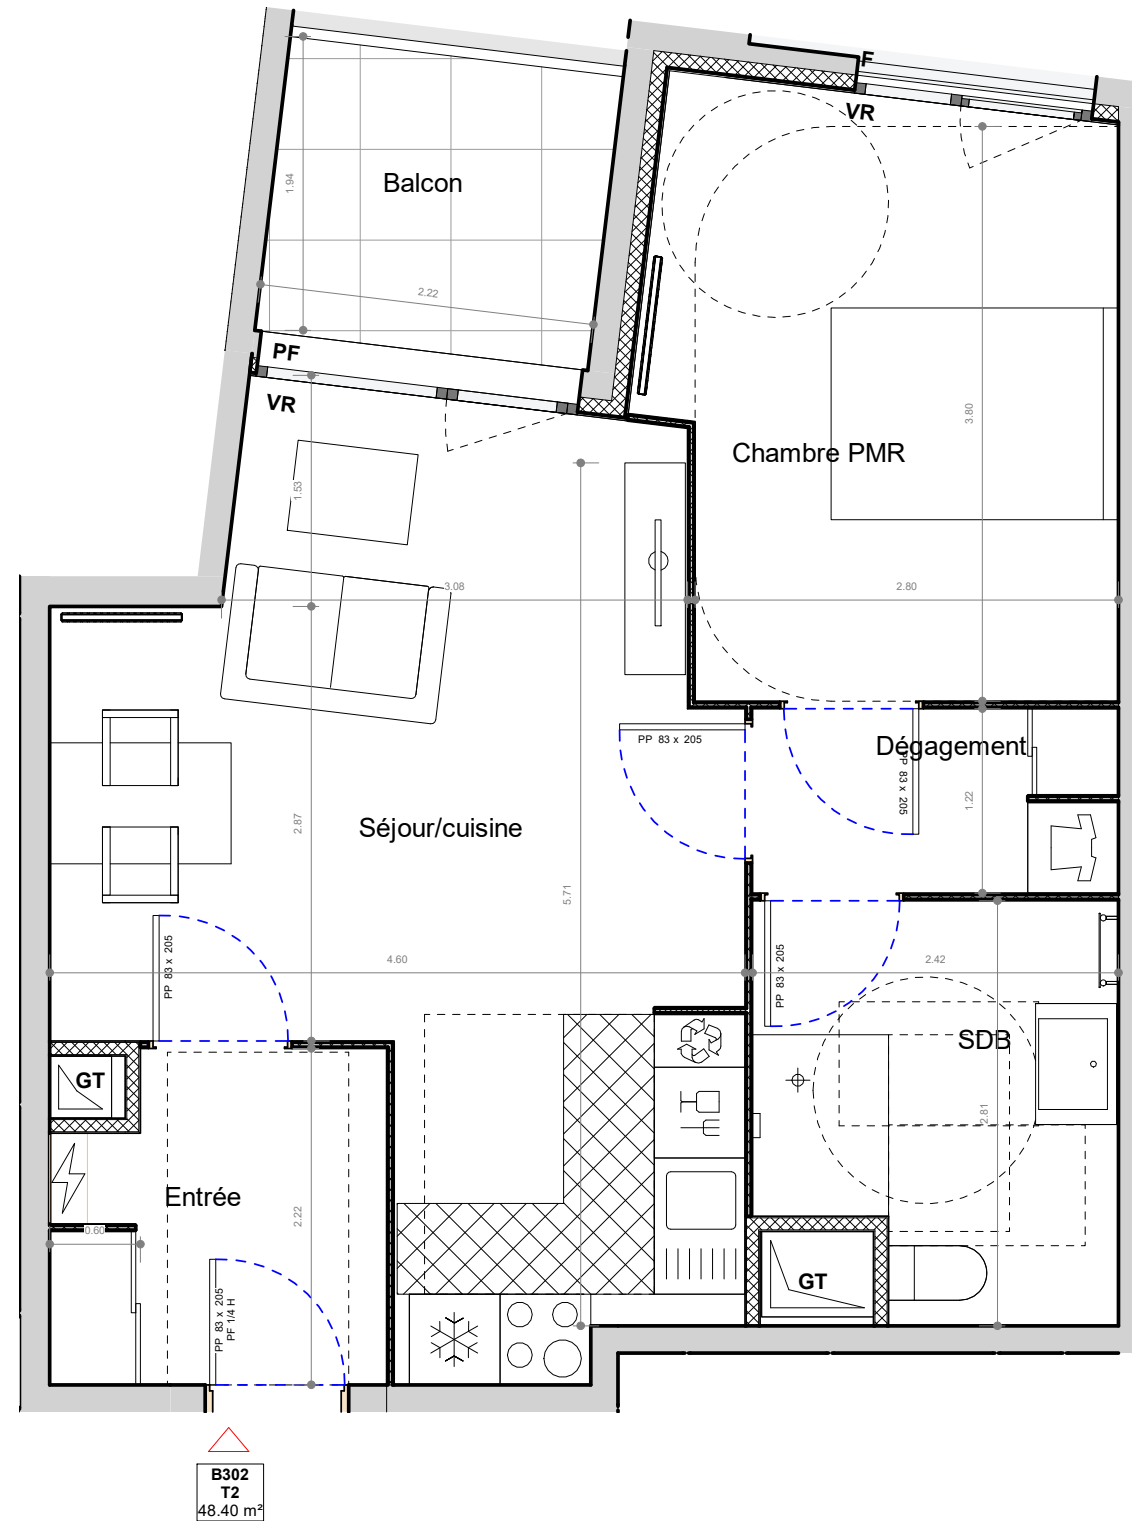 F
VR
Balcon
1.94
2.22
PF
VR
Chambre PMR
3.80
1.53
3.08
2.80
PP 83 x 205
Dégagement
PP 83 x 205
1.22
Séjour/cuisine
2.87
5.71
PP 83 x 205
4.60
PP 83 x 205
2.42
SDB
GT
2.81
Entrée
0.60
2.22
GT
PP 83 x 205
PF 1/4 H
B302
T2
48.40 m²